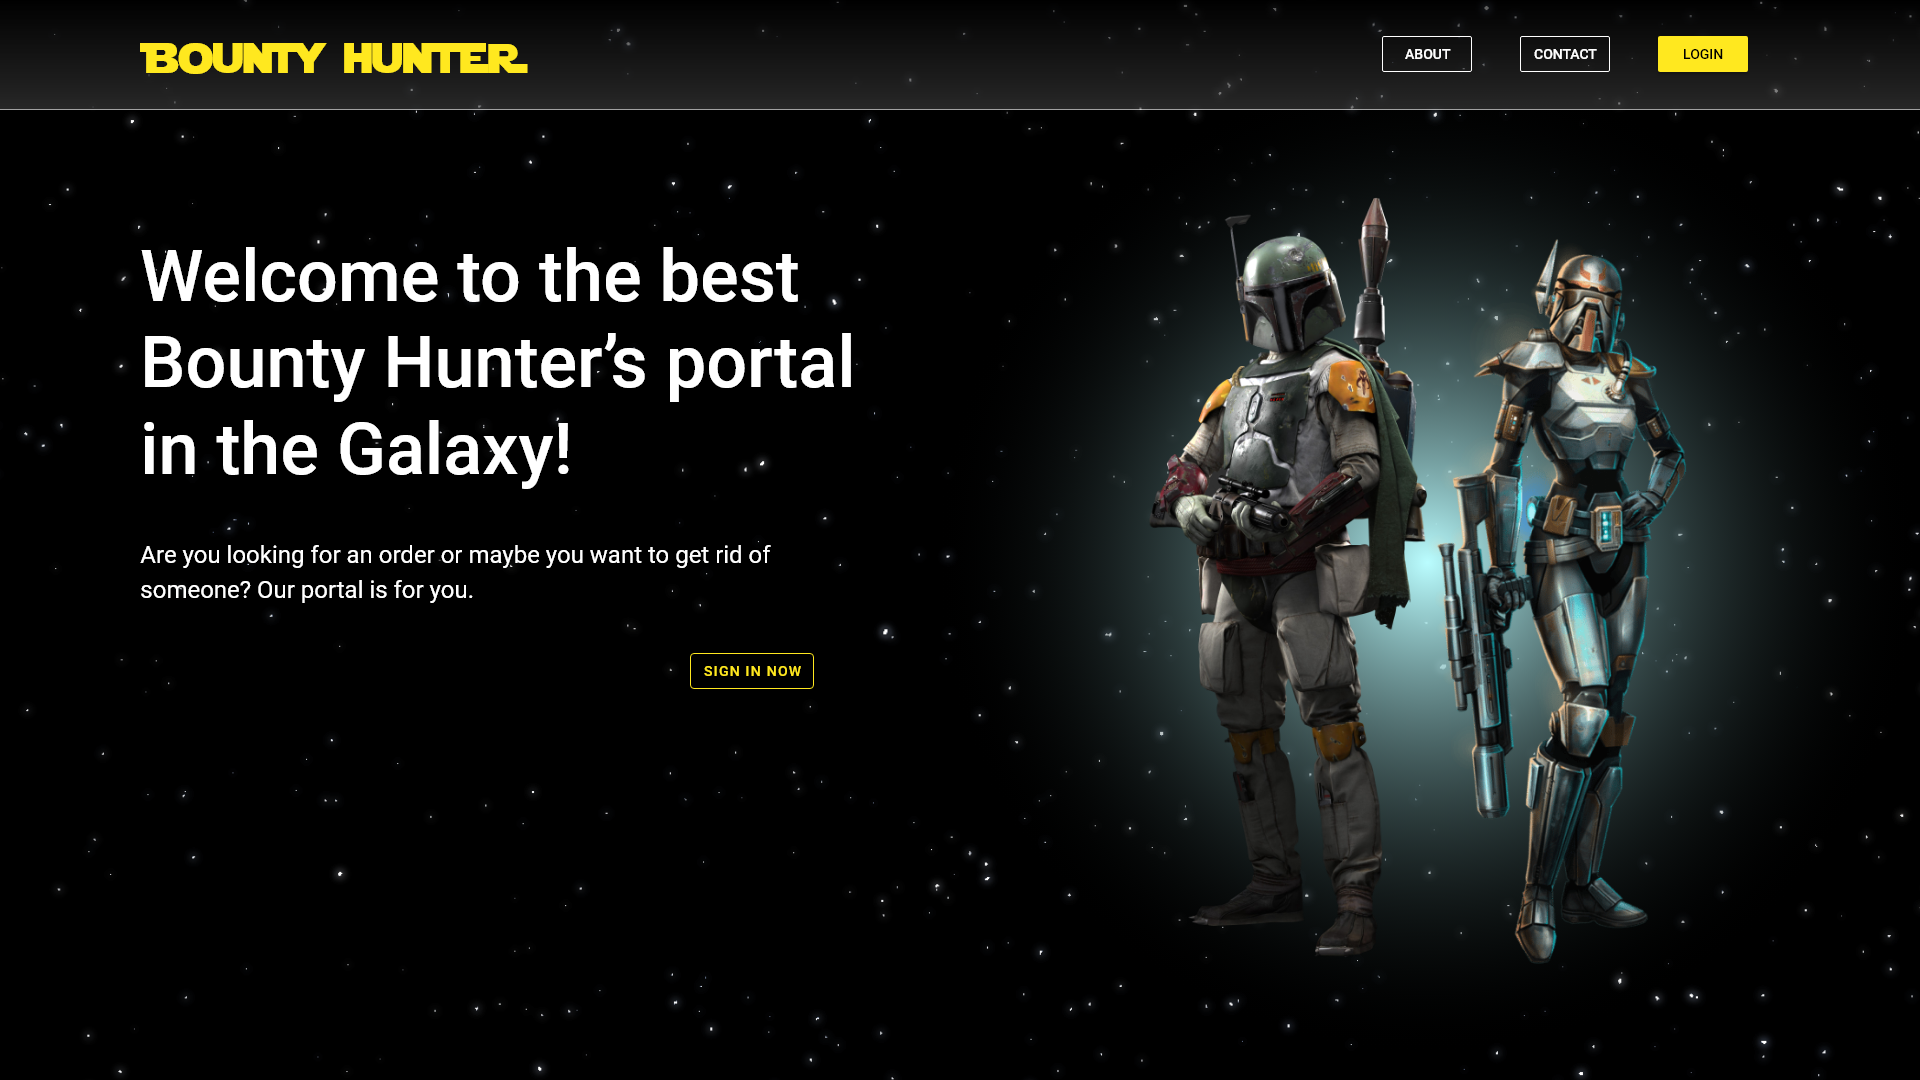 BOUNTY HUNTER
ABOUT
CONTACT
LOGIN
Welcome to the best
Bounty Hunter’s portal
in the Galaxy!
Are you looking for an order or maybe you want to get rid of
someone? Our portal is for you.
SIGN IN NOW